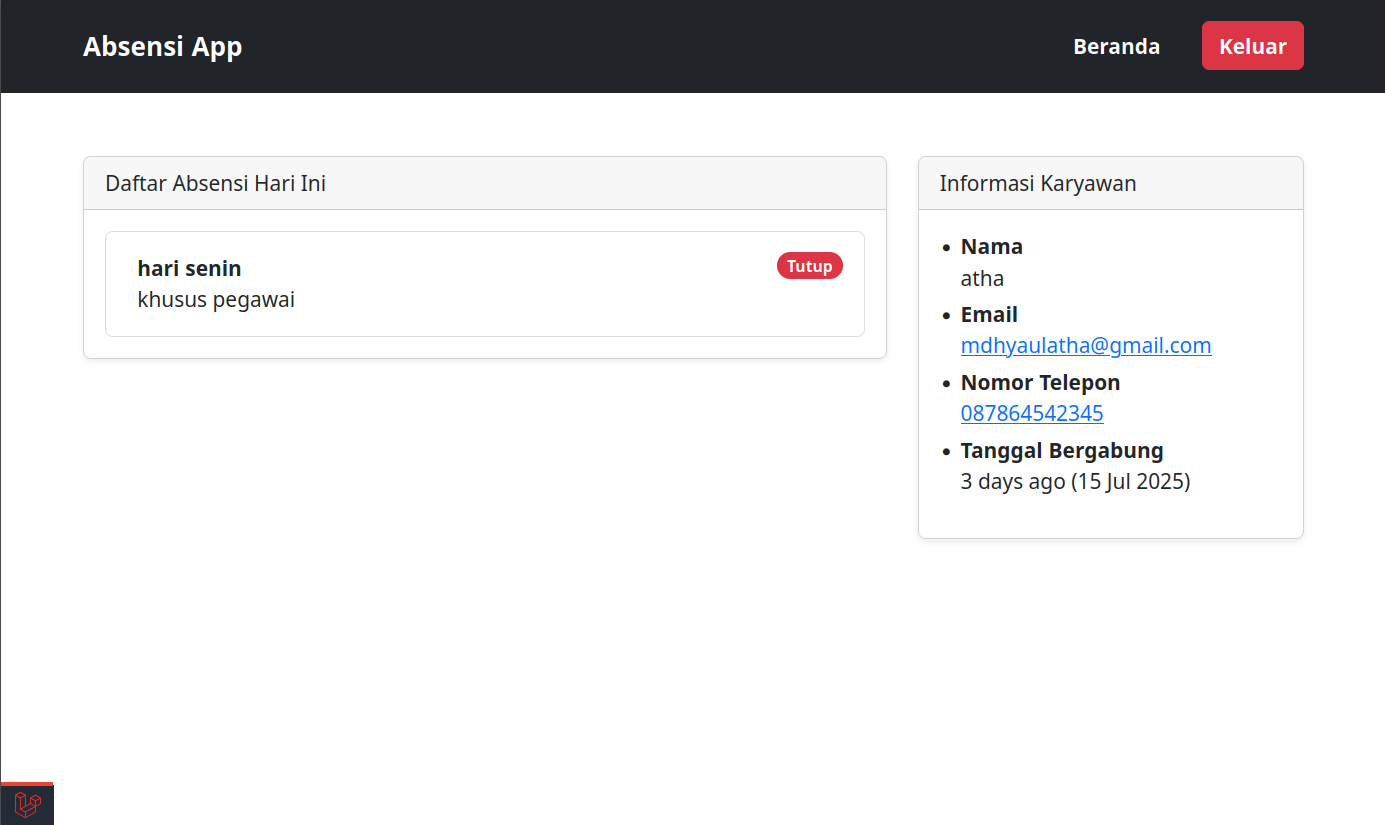 Absensi App
Beranda
Keluar
Daftar Absensi Hari Ini
hari senin
Tutup
khusus pegawai
Informasi Karyawan
Nama
atha
Email
mdhyaulatha@gmail.com
Nomor Telepon
087864542345
Tanggal Bergabung
3 days ago (15 Jul 2025)